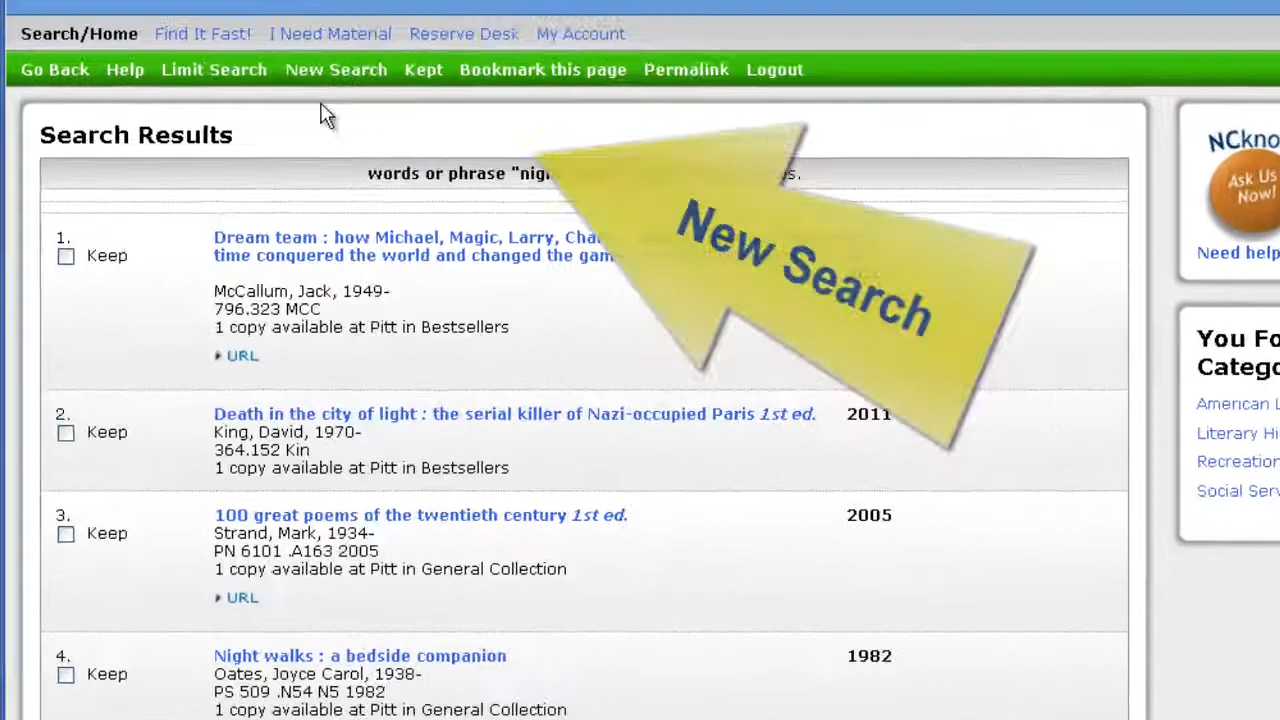 Search/Home Find It Fast! I Need Material Reserve Desk My Account
Go Back Help Limit Search New Search Kept Bookmark this page Permalink Logout
Search Results
words or phrase "nig
s.
New Search
1.
Keep
Dream team : how Michael, Magic, Larry, Cha
time conquered the world and changed the gam
McCallum, Jack, 1949-
796.323 MCC
1 copy available at Pitt in Bestsellers
URL
2.
Keep
Death in the city of light : the serial killer of Nazi-occupied Paris 1st ed. 2011
King, David, 1970-
364.152 Kin
1 copy available at Pitt in Bestsellers
3.
Keep
100 great poems of the twentieth century 1st ed. 2005
Strand, Mark, 1934-
PN 6101 .A163 2005
1 copy available at Pitt in General Collection
URL
4.
Keep
Night walks : a bedside companion 1982
Oates, Joyce Carol, 1938-
PS 509 .N54 N5 1982
1 copy available at Pitt in General Collection
NCkno
Ask Us
Now!
Need help
You Fo
Catego
American L
Literary Hi
Recreation
Social Serv